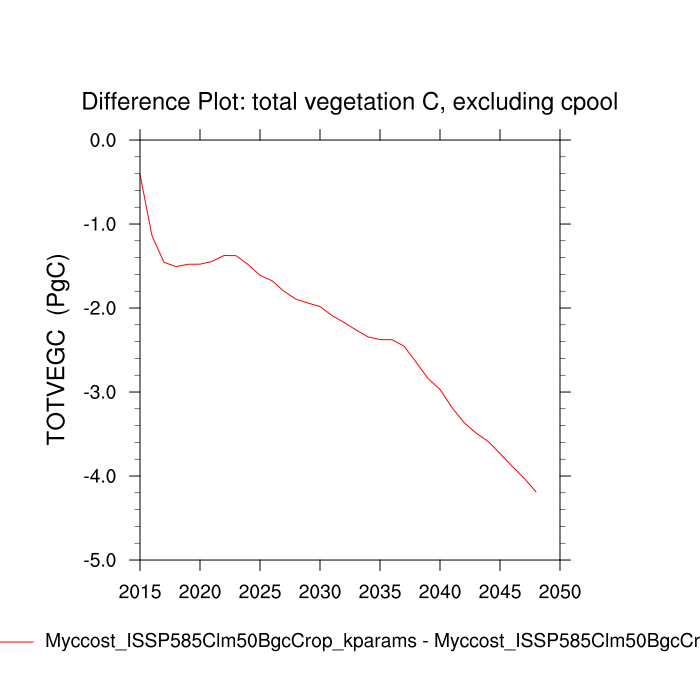 Difference Plot: total vegetation C, excluding cpool
0.0
-1.0
-2.0
-3.0
-4.0
-5.0
TOTVEGC (PgC)
2015 2020 2025 2030 2035 2040 2045 2050
Myccost_ISSP585Clm50BgcCrop_kparams - Myccost_ISSP585Clm50BgcCr